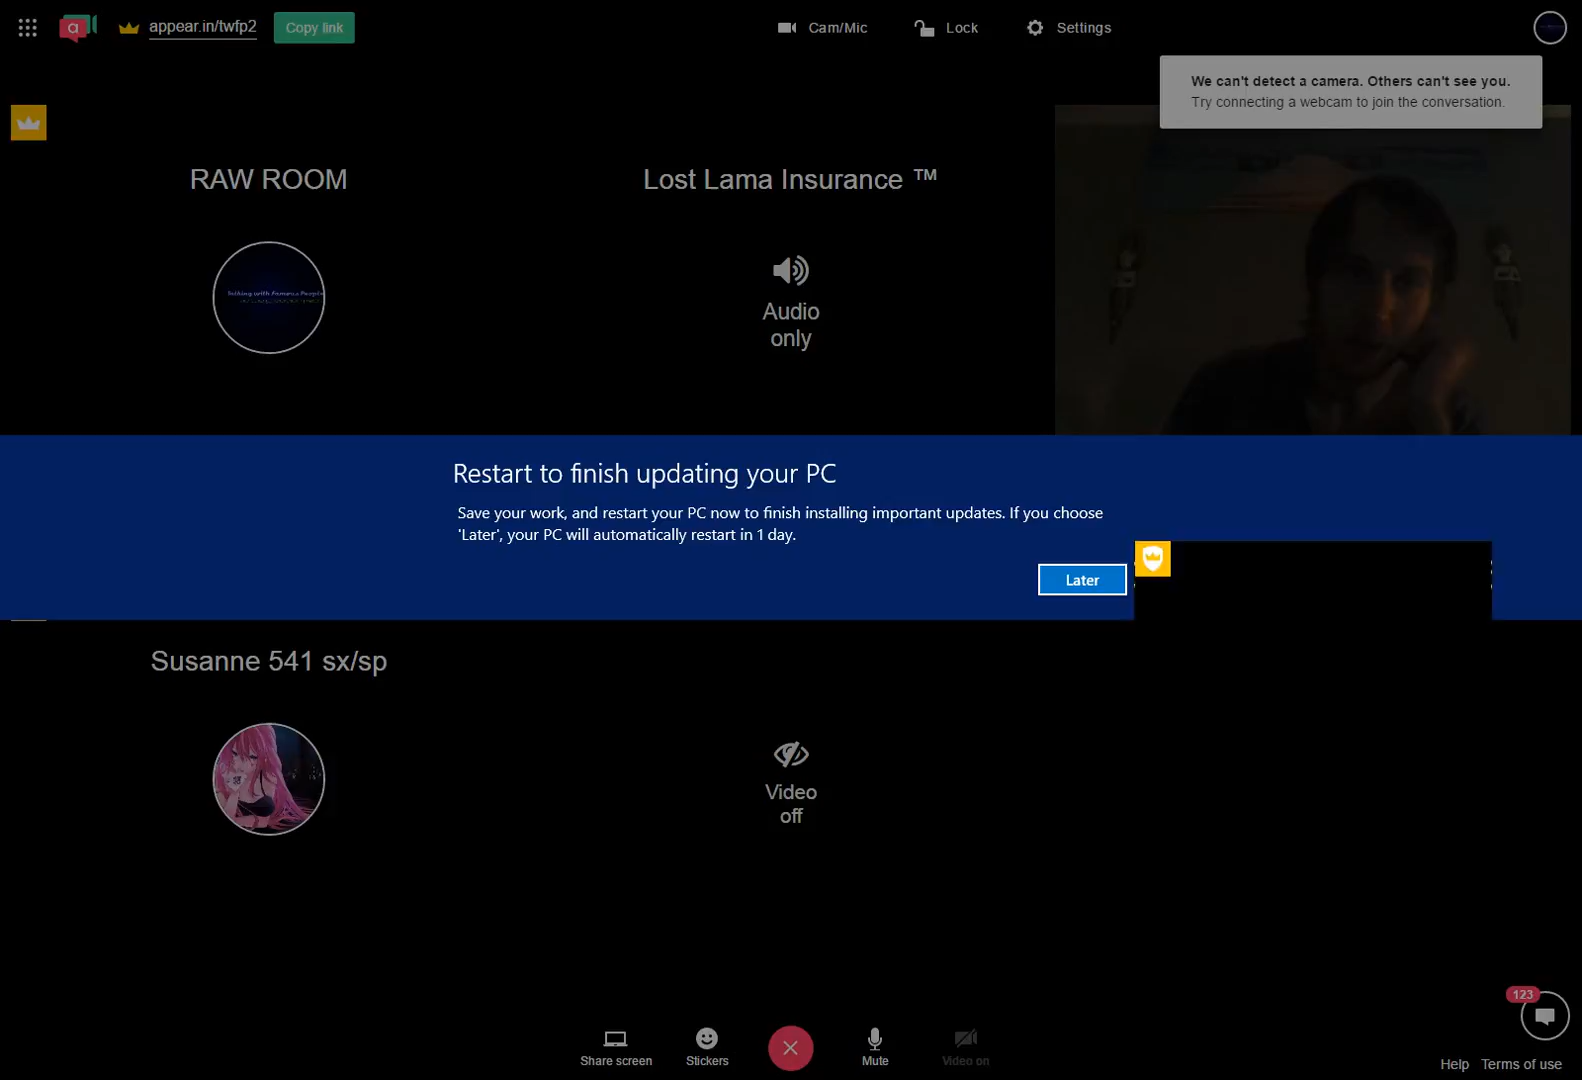 appear.in/twfp2
Copy link
Cam/Mic
Lock
Settings
We can't detect a camera. Others can't see you.
Try connecting a webcam to join the conversation.
RAW ROOM
Lost Lama Insurance ™
Talking with Famous People
Audio
only
Restart to finish updating your PC
Save your work, and restart your PC now to finish installing important updates. If you choose
'Later', your PC will automatically restart in 1 day.
Later
Susanne 541 sx/sp
Video
off
123
Share screen
Stickers
Mute
Video on
Help
Terms of use